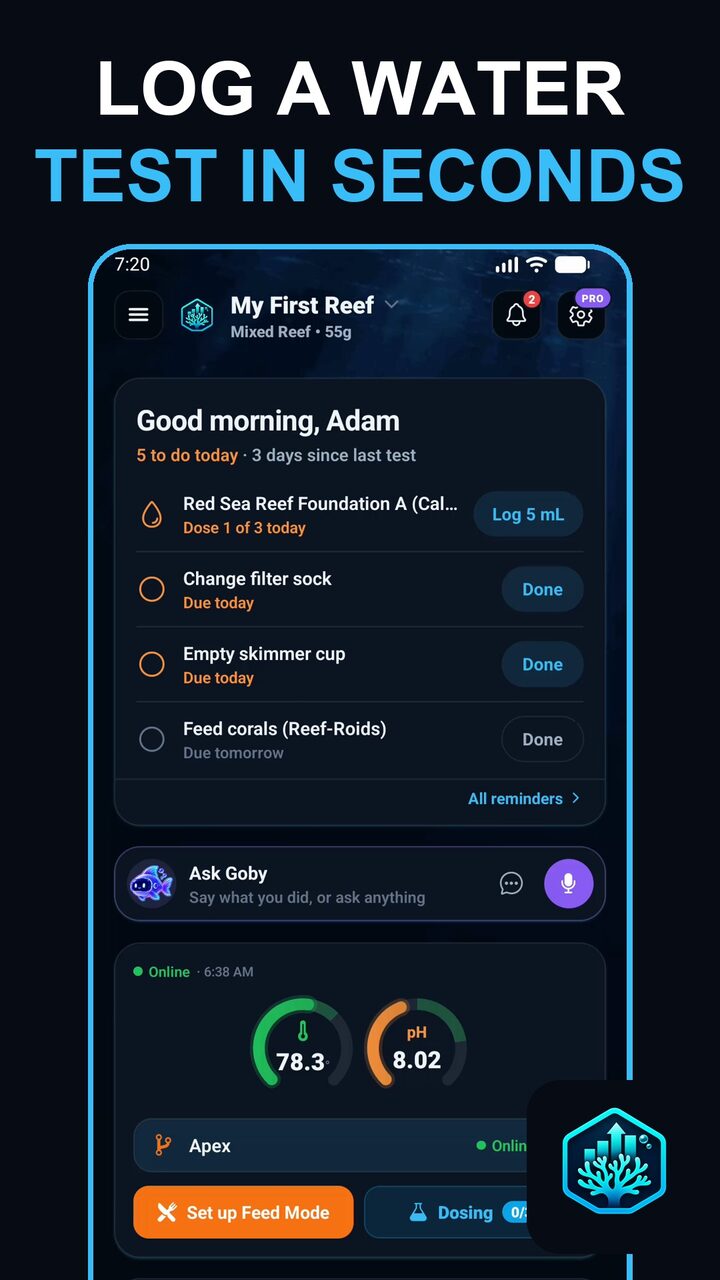 LOG A WATER
TEST IN SECONDS
7:20
My First Reef
Mixed Reef • 55g
2
PRO
Good morning, Adam
5 to do today · 3 days since last test
Red Sea Reef Foundation A (Cal...
Dose 1 of 3 today
Log 5 mL
Change filter sock
Due today
Done
Empty skimmer cup
Due today
Done
Feed corals (Reef-Roids)
Due tomorrow
Done
All reminders
Ask Goby
Say what you did, or ask anything
Online · 6:38 AM
78.3°
pH
8.02
Apex
Onlin
Set up Feed Mode
Dosing
0/